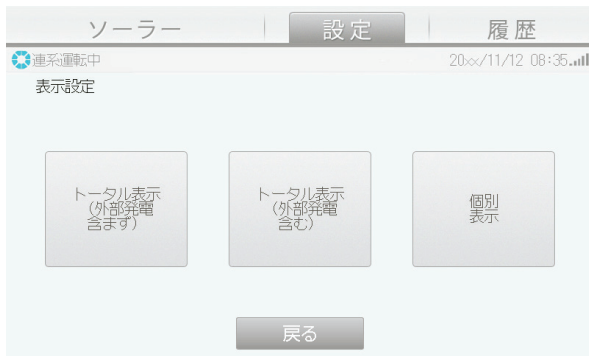 ソーラー 設定 履歴
連系運転中 20xx/11/12 08:35
表示設定
トータル表示
(外部発電
含まず)
トータル表示
(外部発電
含む)
個別
表示
戻る